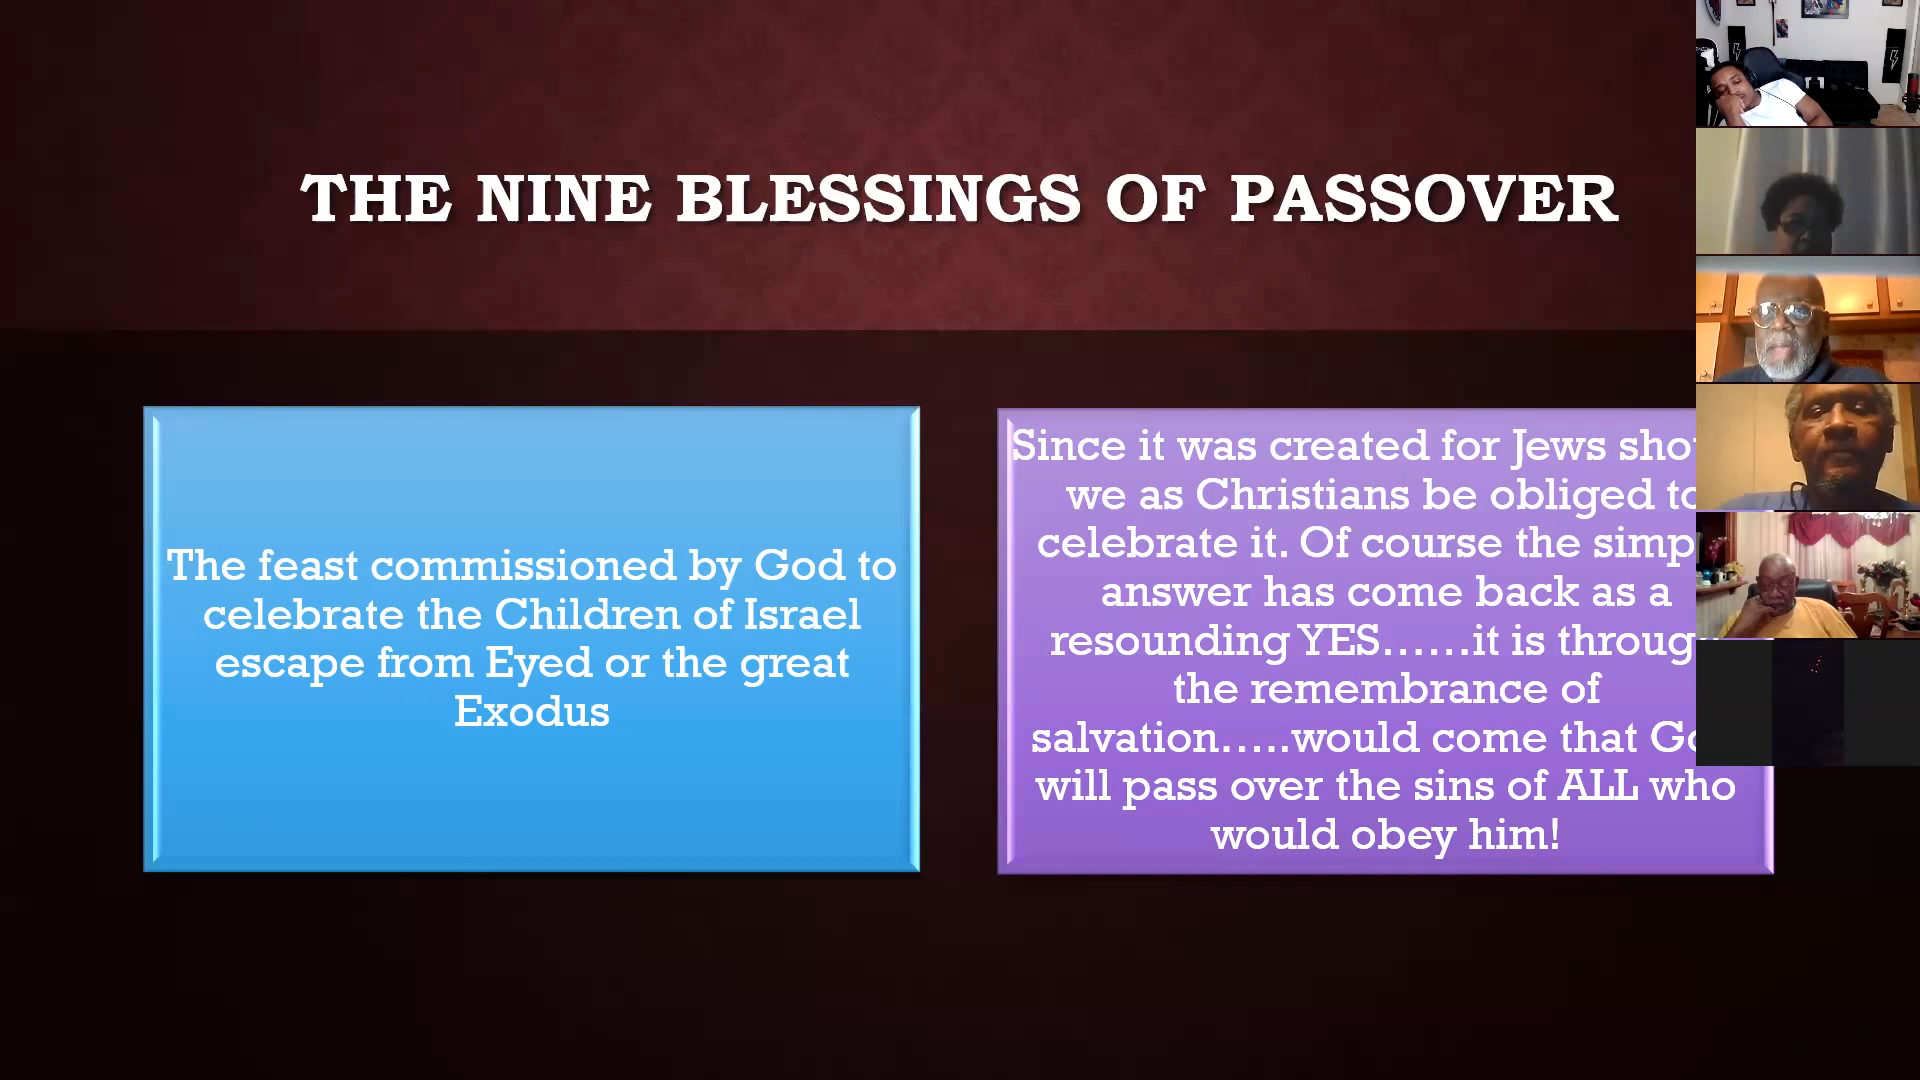 THE NINE BLESSINGS OF PASSOVER
The feast commissioned by God to
celebrate the Children of Israel
escape from Eyed or the great
Exodus
Since it was created for Jews
we as Christians be obliged to
celebrate it. Of course the
answer has come back as a
resounding YES......it is
the remembrance of
salvation.....would come that
will pass over the sins of ALL who
would obey him!